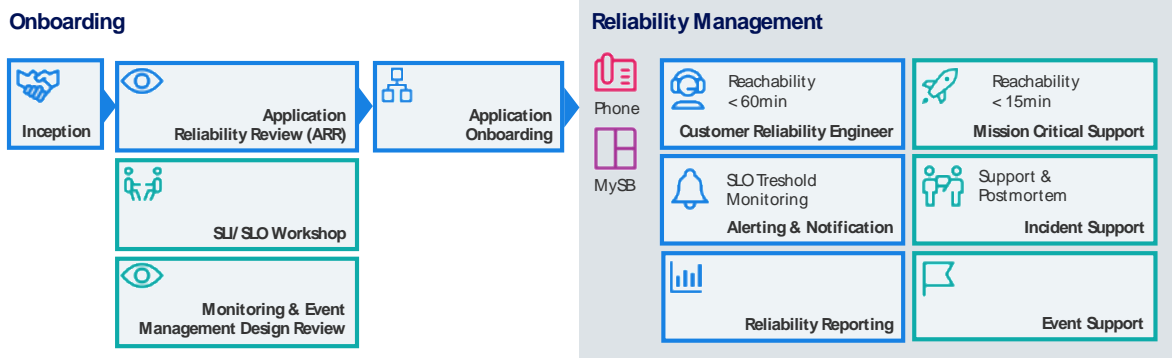 Onboarding
Inception
Application
Reliability Review (ARR)
Application
Onboarding
SLI/ SLO Workshop
Monitoring & Event
Management Design Review
Reliability Management
Phone
MySB
Reachability
< 60min
Customer Reliability Engineer
Reachability
< 15min
Mission Critical Support
SLO Treshold
Monitoring
Alerting & Notification
Support &
Postmortem
Incident Support
Reliability Reporting
Event Support